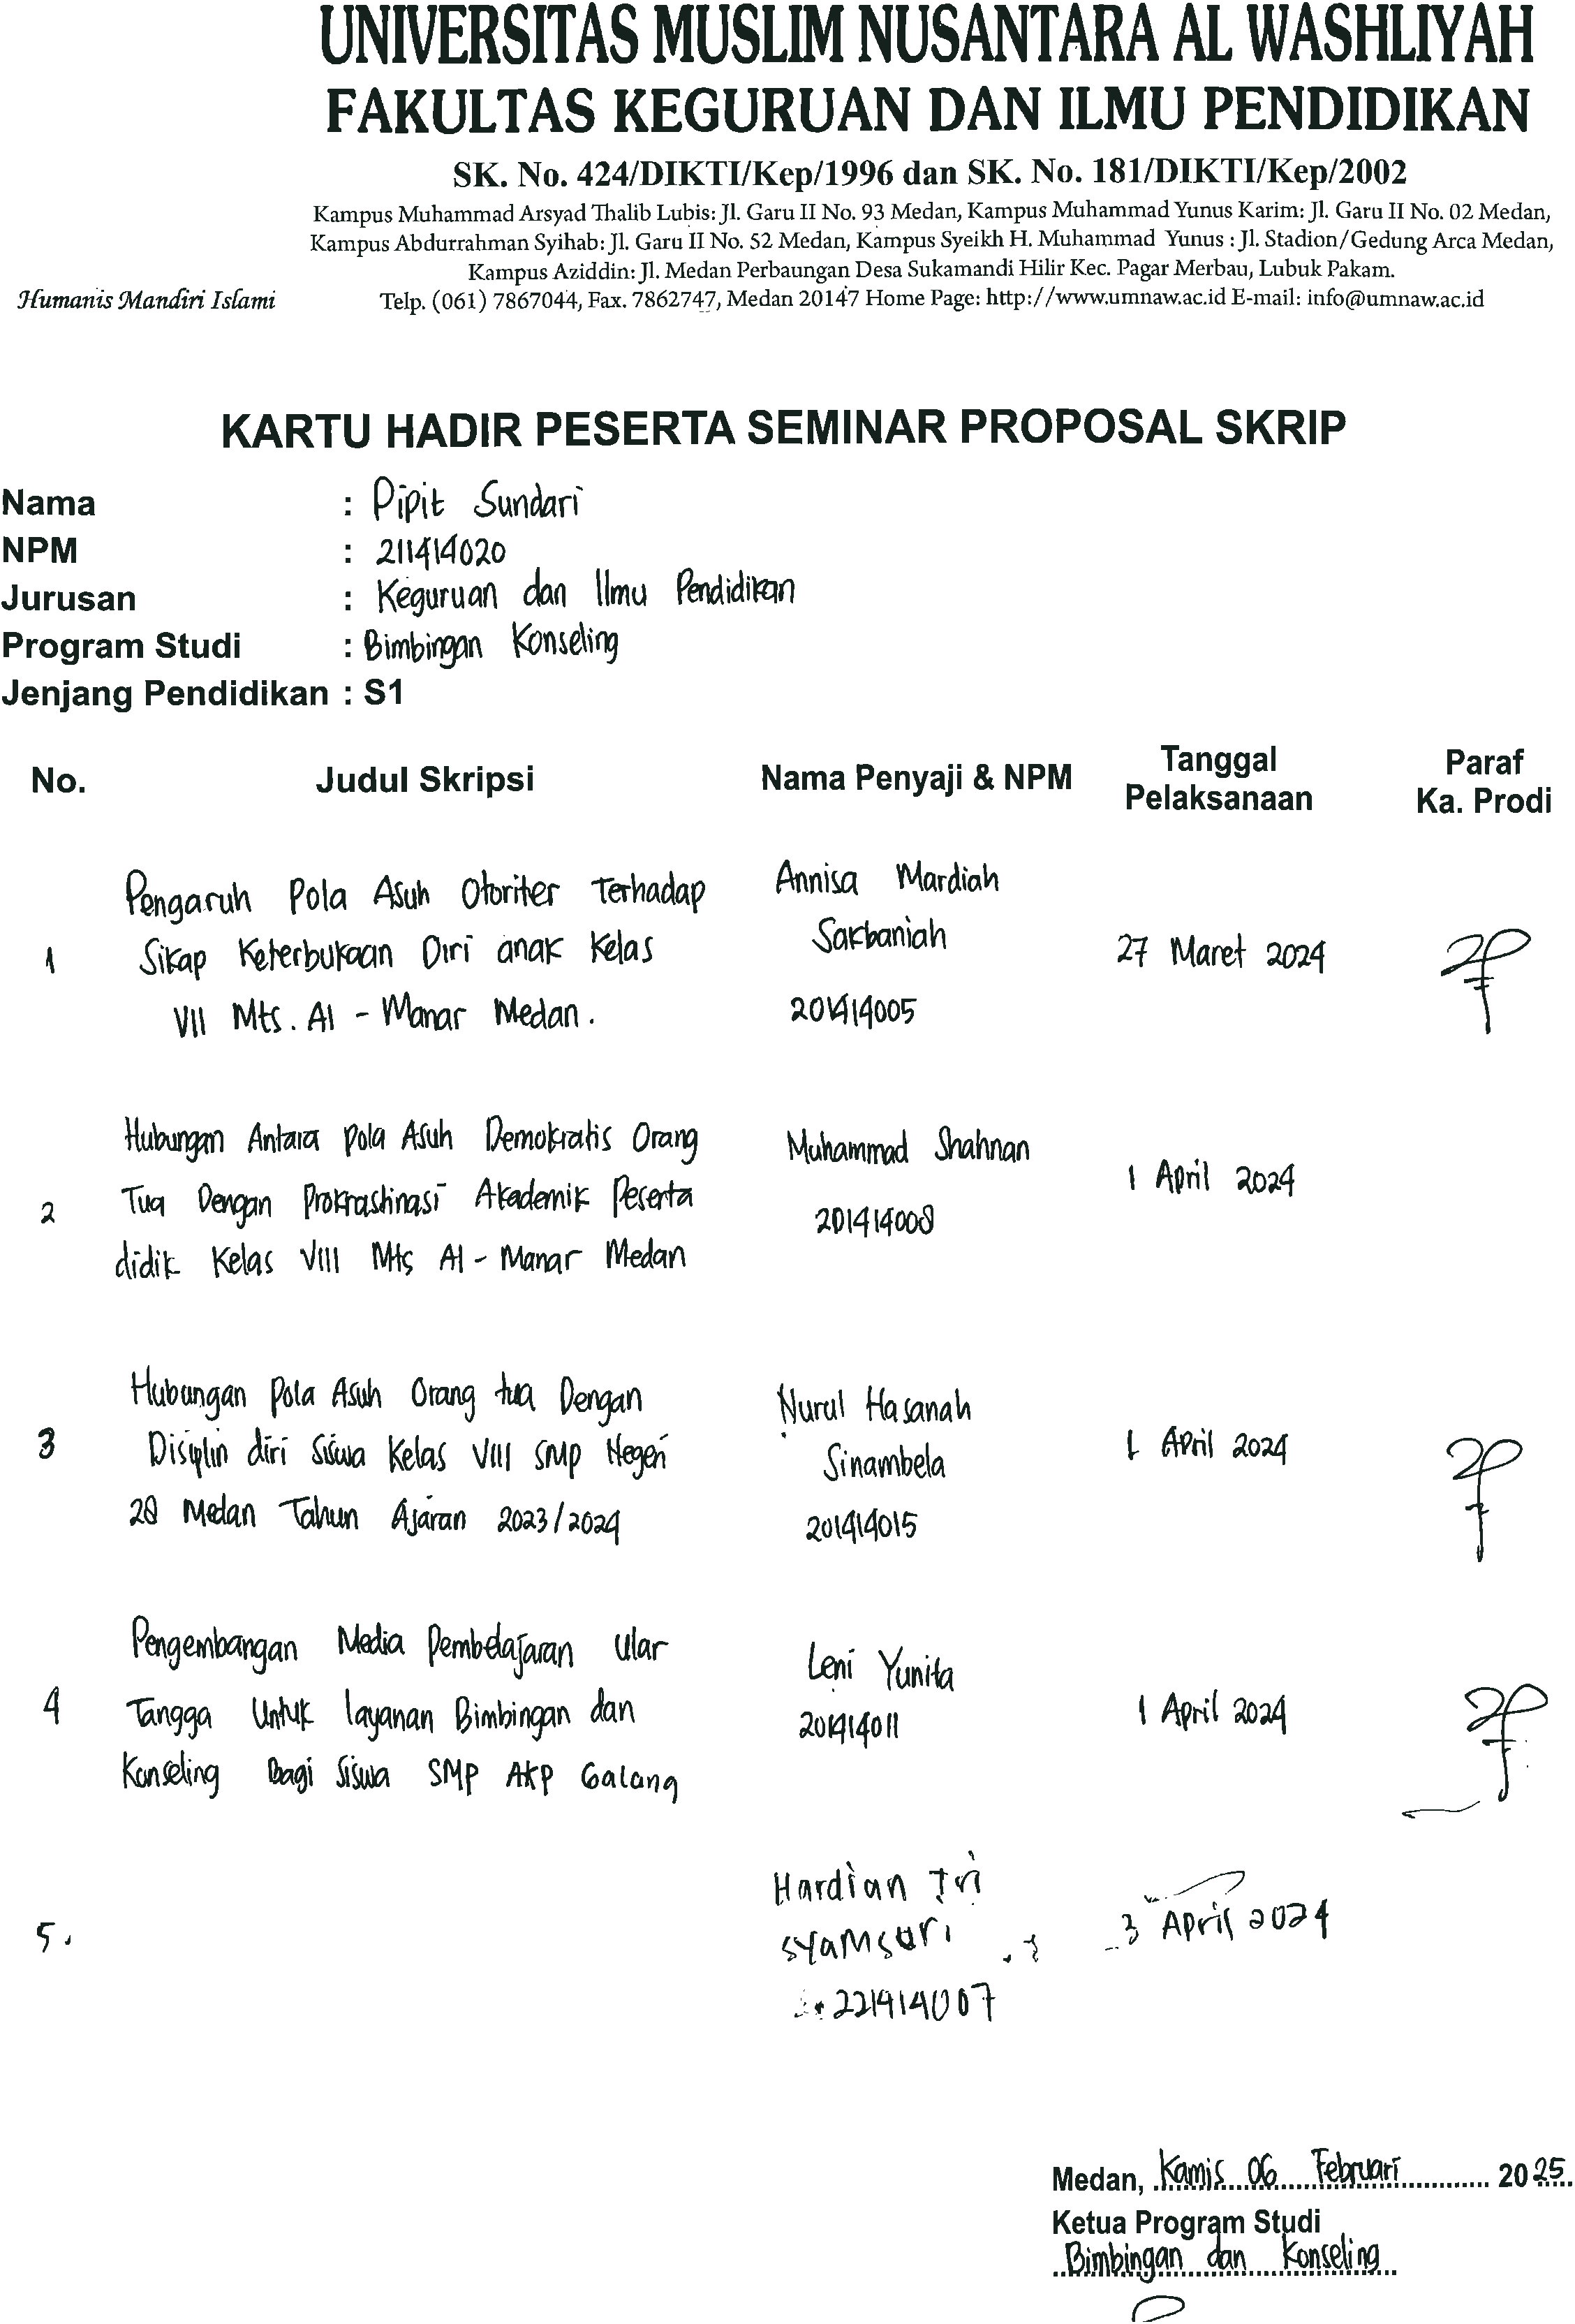 UNIVERSITAS MUSLIM NUSANTARA AL WASHLIYAH
FAKULTAS KEGURUAN DAN ILMU PENDIDIKAN
SK. No. 424/DIKTI/Kep/1996 dan SK. No. 181/DIKTI/Kep/2002
Kampus Muhammad Arsyad Thalib Lubis: Jl. Garu II No. 93 Medan, Kampus Muhammad Yunus Karim: Jl. Garu II No. 02 Medan,
Kampus Abdurrahman Syihab: Jl. Garu II No. 52 Medan, Kampus Syeikh H. Muhammad Yunus : Jl. Stadion/Gedung Arca Medan,
Kampus Aziddin: Jl. Medan Perbaungan Desa Sukamandi Hilir Kec. Pagar Merbau, Lubuk Pakam.
Humanis Mandiri Islami
Telp. (061) 7867044, Fax. 7862747, Medan 20147 Home Page: http://www.umnaw.ac.id E-mail: info@umnaw.ac.id
KARTU HADIR PESERTA SEMINAR PROPOSAL SKRIP
Nama : Pipit Sundari
NPM : 211414020
Jurusan : Keguruan dan Ilmu Pendidikan
Program Studi : Bimbingan Konseling
Jenjang Pendidikan : S1
No. Judul Skripsi Nama Penyaji & NPM Tanggal Pelaksanaan Paraf Ka. Prodi
1
Pengaruh Pola Asuh Otoriter Terhadap
Sikap Keterbukaan Diri anak Kelas
VII Mts. Al - Manar Medan.
Annisa Mardiah
Sakbaniah
201414005
27 Maret 2024
2
Hubungan Antara Pola Asuh Demokratis Orang
Tua Dengan Prokrastinasi Akademik Peserta
didik Kelas VIII Mts Al - Manar Medan
Muhammad Shahnan
201414008
1 April 2024
3
Hubungan Pola Asuh Orang tua Dengan
Disiplin diri Siswa Kelas VIII SMP Negeri
28 Medan Tahun Ajaran 2023/2024
Nurul Hasanah
Sinambela
201414015
1 April 2024
4
Pengembangan Media Pembelajaran Ular
Tangga Untuk layanan Bimbingan dan
Konseling Bagi Siswa SMP AKP Galang
Leni Yunita
201414011
1 April 2024
5.
Hardian Tri
Syamsuri
221414007
3 April 2024
Medan, Kamis 06 Februari 2025
Ketua Program Studi
Bimbingan dan Konseling